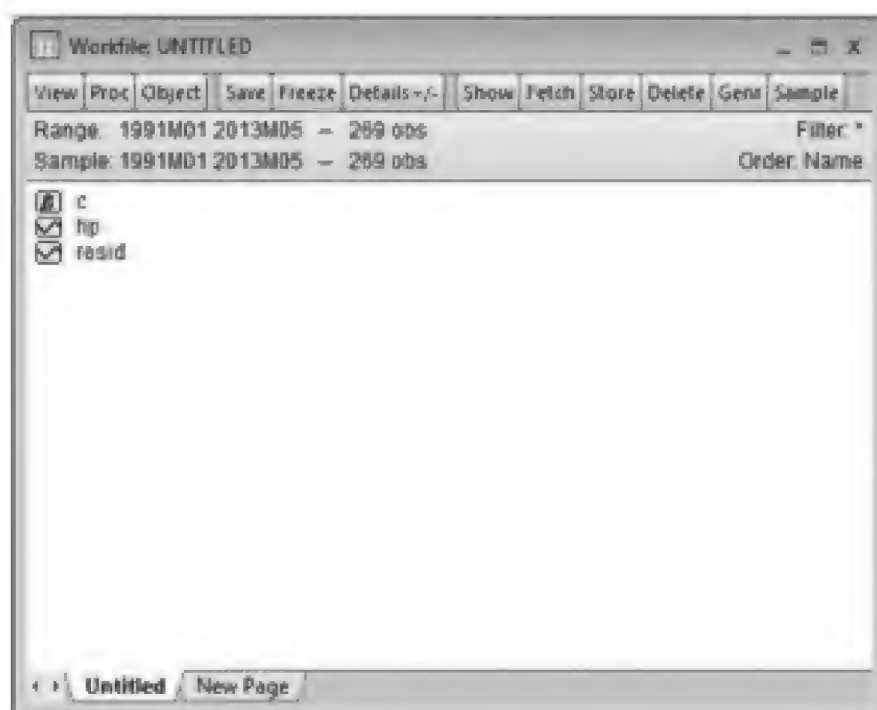 Workfile: UNTITLED
View Proc Object Save Freeze Details+/- Show Fetch Store Delete Genr Sample
Range: 1991M01 2013M05 – 269 obs Filter: *
Sample: 1991M01 2013M05 – 269 obs Order: Name
c
hp
resid
Untitled New Page